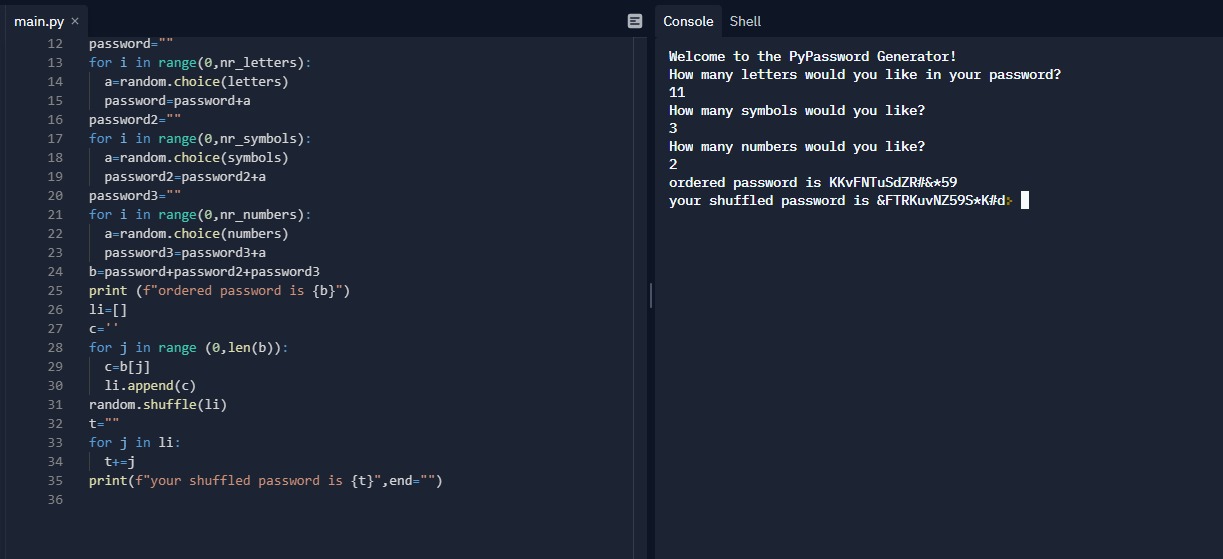 main.py ×
12 password=""
13 for i in range(0,nr_letters):
14   a=random.choice(letters)
15   password=password+a
16 password2=""
17 for i in range(0,nr_symbols):
18   a=random.choice(symbols)
19   password2=password2+a
20 password3=""
21 for i in range(0,nr_numbers):
22   a=random.choice(numbers)
23   password3=password3+a
24 b=password+password2+password3
25 print (f"ordered password is {b}")
26 li=[]
27 c=''
28 for j in range (0,len(b)):
29   c=b[j]
30   li.append(c)
31 random.shuffle(li)
32 t=""
33 for j in li:
34   t+=j
35 print(f"your shuffled password is {t}",end="")
36
Console Shell
Welcome to the PyPassword Generator!
How many letters would you like in your password?
11
How many symbols would you like?
3
How many numbers would you like?
2
ordered password is KKvFNTuSdZR#&*59
your shuffled password is &FTRKuvNZ59S*K#d>